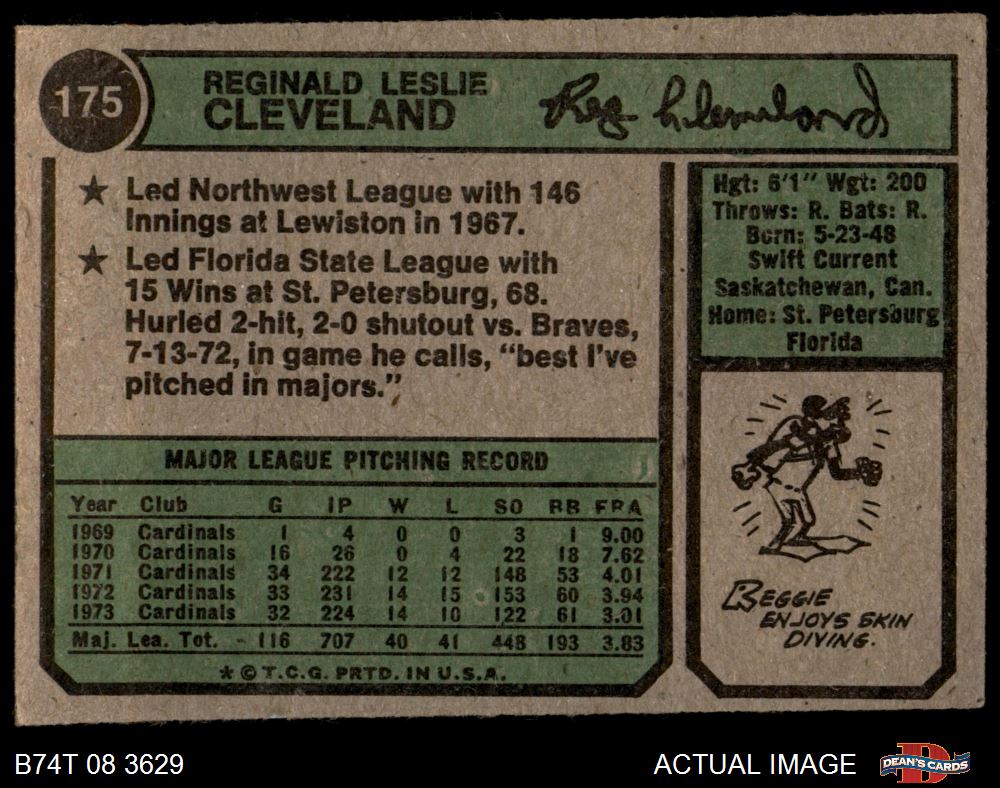 175
REGINALD LESLIE
CLEVELAND
Reg Cleveland
★ Led Northwest League with 146
Innings at Lewiston in 1967.
★ Led Florida State League with
15 Wins at St. Petersburg, 68.
Hurled 2-hit, 2-0 shutout vs. Braves,
7-13-72, in game he calls, “best I've
pitched in majors.”
Hgt: 6'1" Wgt: 200
Throws: R. Bats: R.
Born: 5-23-48
Swift Current
Saskatchewan, Can.
Home: St. Petersburg
Florida
MAJOR LEAGUE PITCHING RECORD
Year Club G IP W L SO BB ERA
1969 Cardinals 1 4 0 0 3 1 9.00
1970 Cardinals 16 26 0 4 22 18 7.62
1971 Cardinals 34 222 12 12 148 53 4.01
1972 Cardinals 33 231 14 15 153 60 3.94
1973 Cardinals 32 224 14 10 122 61 3.01
Maj. Lea. Tot. - 116 707 40 41 448 193 3.83
* © T.C.G. PRTD. IN U.S.A.
REGGIE
ENJOYS SKIN
DIVING.
B74T 08 3629
ACTUAL IMAGE
DEAN'S CARDS